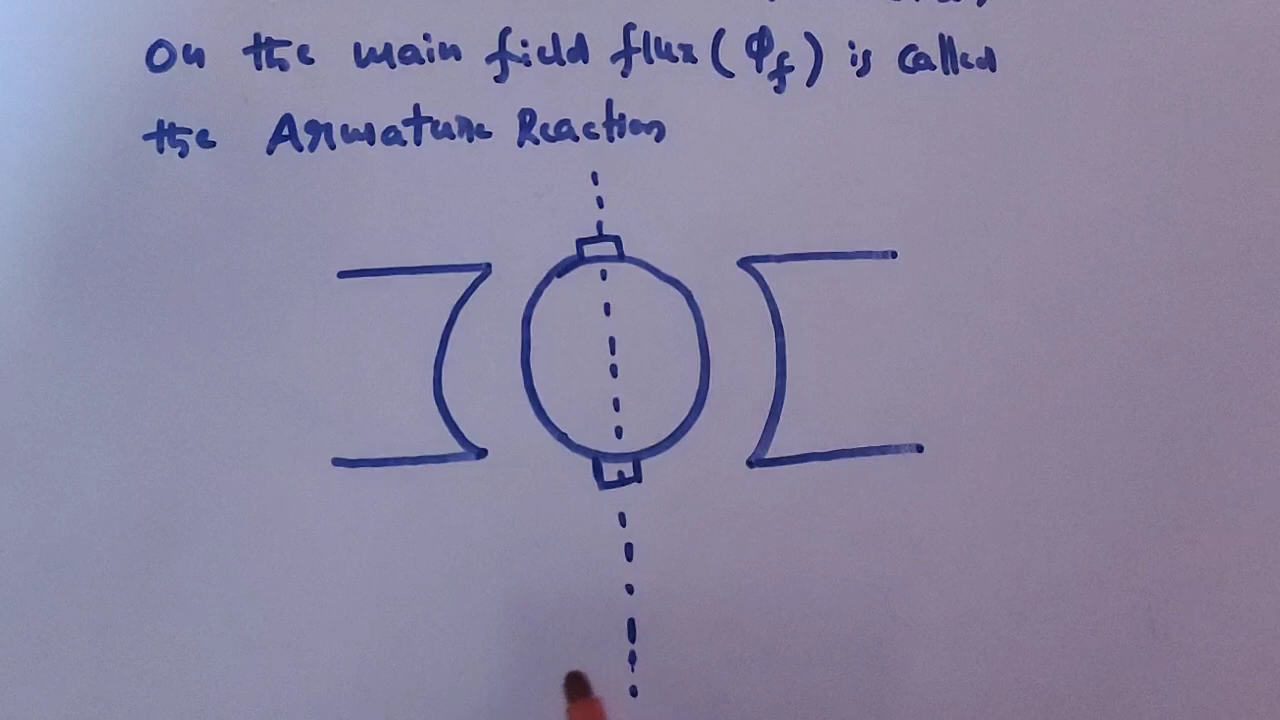 on the main field flux (Φf) is called
the Armature Reaction